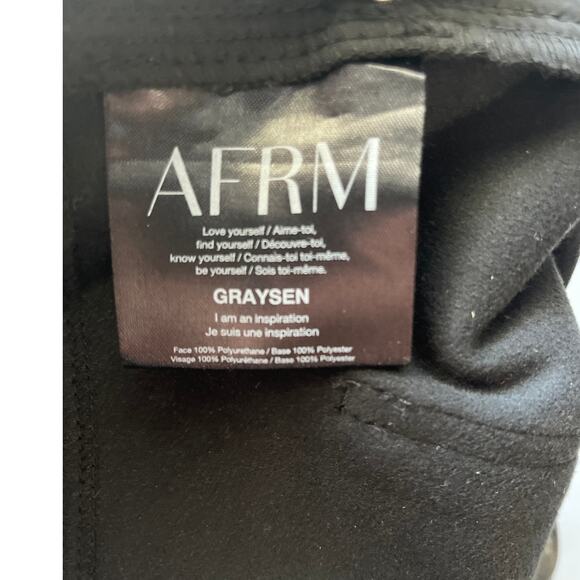 AFRM
Love yourself / Aime-toi,
find yourself / Découvre-toi,
know yourself / Connais-toi toi-même,
be yourself / Sois toi-même.
GRAYSEN
I am an inspiration
Je suis une inspiration
Face 100% Polyurethane / Base 100% Polyester
Visage 100% Polyuréthane / Base 100% Polyester